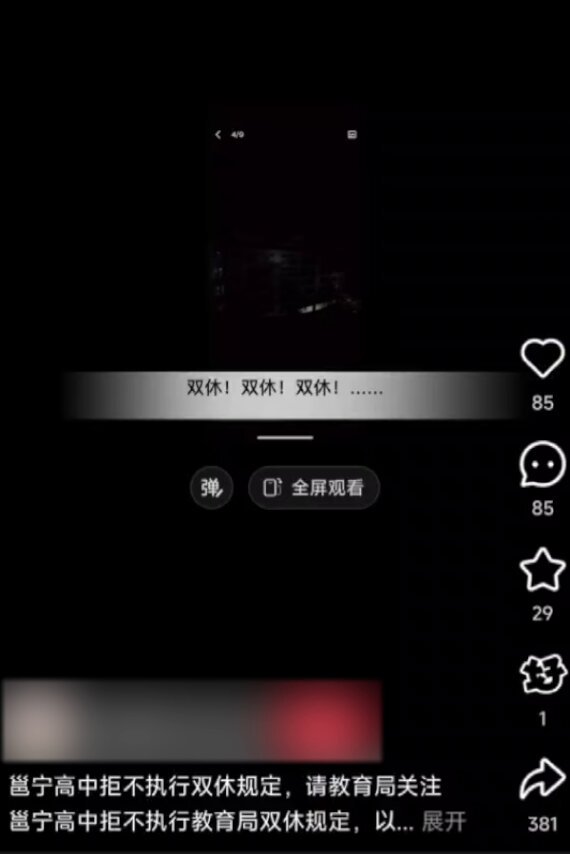 4/9
双休！双休！双休！……
85
弹
全屏观看
85
29
1
邕宁高中拒不执行双休规定，请教育局关注
邕宁高中拒不执行教育局双休规定，以... 展开
381